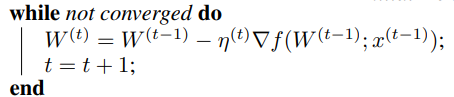 while not converged do
W^{(t)} = W^{(t−1)} − η^{(t)}∇f(W^{(t−1)}; x^{(t−1)});
t = t + 1;
end